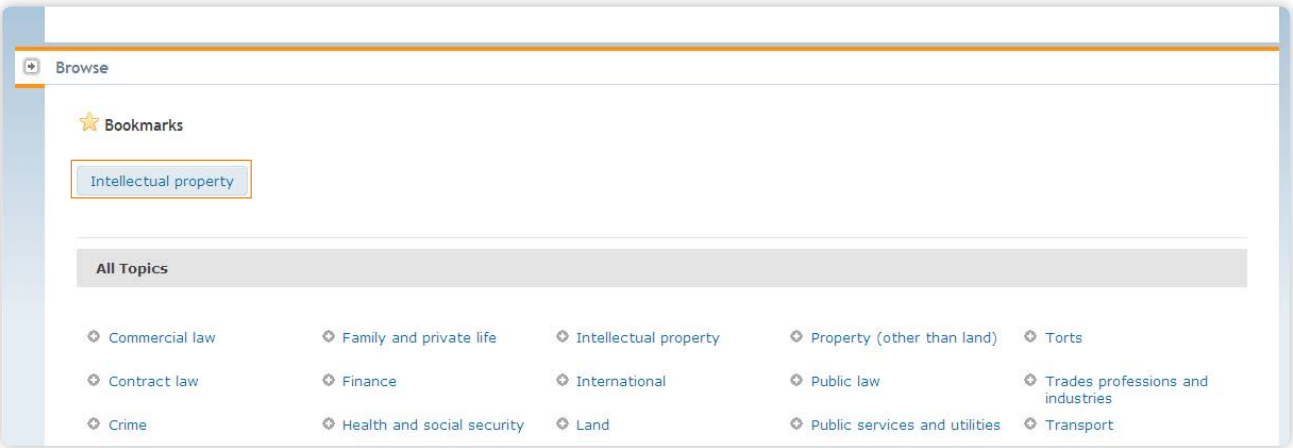 Browse
Bookmarks
Intellectual property
All Topics
Commercial law
Family and private life
Intellectual property
Property (other than land)
Torts
Contract law
Finance
International
Public law
Trades professions and
industries
Crime
Health and social security
Land
Public services and utilities
Transport